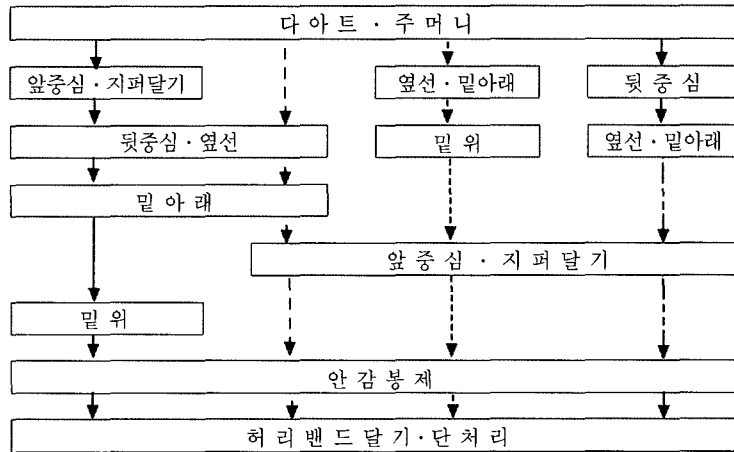 다아트 · 주머니
앞중심 · 지퍼달기
옆선 · 밑아래
뒷중심
뒷중심 · 옆선
밑위
옆선 · 밑아래
밑아래
앞중심 · 지퍼달기
밑위
안감봉제
허리밴드달기 · 단처리